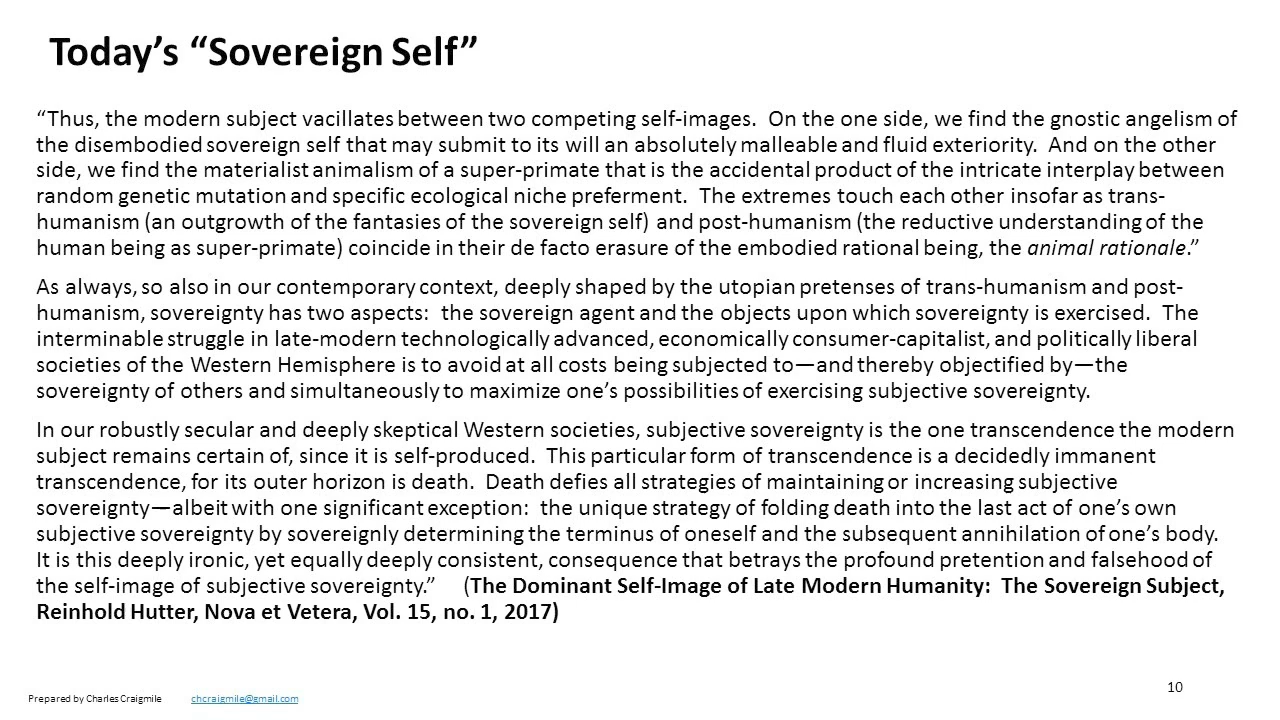 Today’s “Sovereign Self”
“Thus, the modern subject vacillates between two competing self-images.  On the one side, we find the gnostic angelism of
the disembodied sovereign self that may submit to its will an absolutely malleable and fluid exteriority.  And on the other
side, we find the materialist animalism of a super-primate that is the accidental product of the intricate interplay between
random genetic mutation and specific ecological niche preferment.  The extremes touch each other insofar as trans-
humanism (an outgrowth of the fantasies of the sovereign self) and post-humanism (the reductive understanding of the
human being as super-primate) coincide in their de facto erasure of the embodied rational being, the animal rationale.”
As always, so also in our contemporary context, deeply shaped by the utopian pretenses of trans-humanism and post-
humanism, sovereignty has two aspects:  the sovereign agent and the objects upon which sovereignty is exercised.  The
interminable struggle in late-modern technologically advanced, economically consumer-capitalist, and politically liberal
societies of the Western Hemisphere is to avoid at all costs being subjected to—and thereby objectified by—the
sovereignty of others and simultaneously to maximize one’s possibilities of exercising subjective sovereignty.
In our robustly secular and deeply skeptical Western societies, subjective sovereignty is the one transcendence the modern
subject remains certain of, since it is self-produced.  This particular form of transcendence is a decidedly immanent
transcendence, for its outer horizon is death.  Death defies all strategies of maintaining or increasing subjective
sovereignty—albeit with one significant exception:  the unique strategy of folding death into the last act of one’s own
subjective sovereignty by sovereignly determining the terminus of oneself and the subsequent annihilation of one’s body.
It is this deeply ironic, yet equally deeply consistent, consequence that betrays the profound pretention and falsehood of
the self-image of subjective sovereignty.”     (The Dominant Self-Image of Late Modern Humanity:  The Sovereign Subject,
Reinhold Hutter, Nova et Vetera, Vol. 15, no. 1, 2017)
Prepared by Charles Craigmile chcraigmile@gmail.com
10